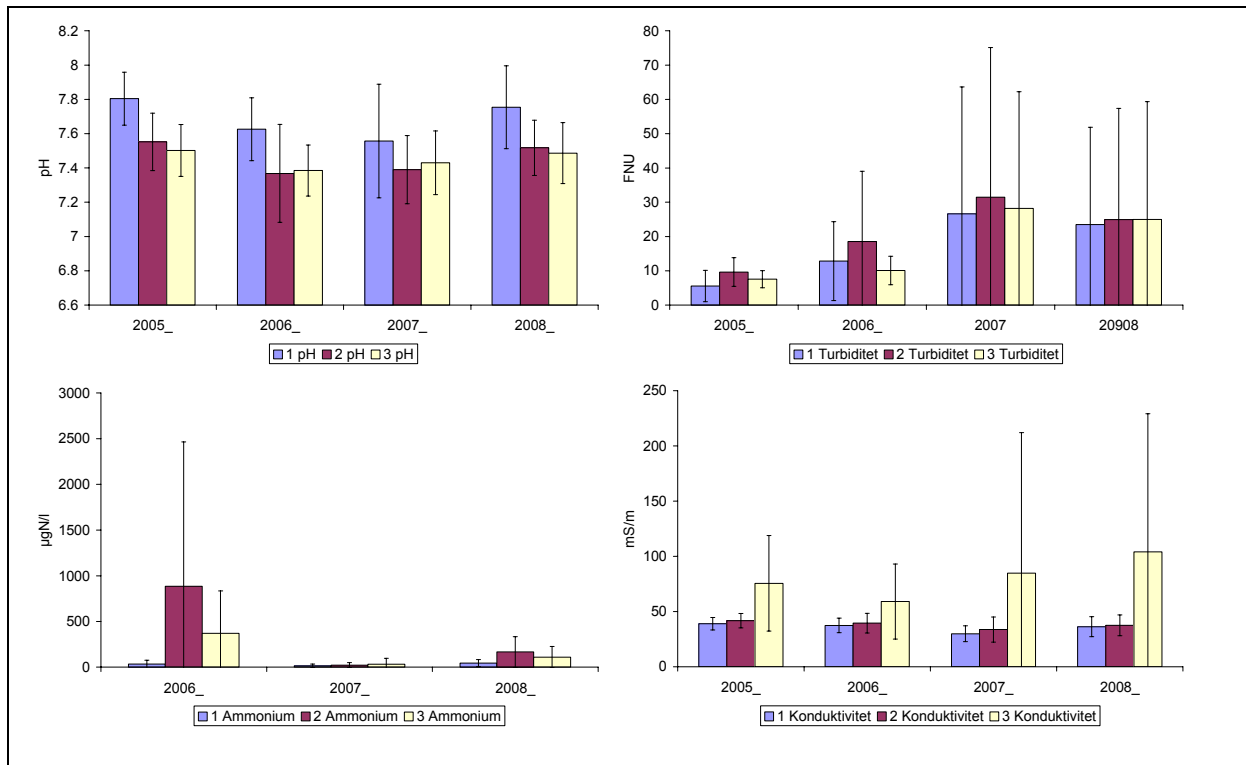 8.2
8
7.8
7.6
7.4
7.2
7
6.8
6.6
pH
2005_ 2006_ 2007_ 2008_
1 pH 2 pH 3 pH
80
70
60
50
40
30
20
10
0
FNU
2005_ 2006_ 2007 20908
1 Turbiditet 2 Turbiditet 3 Turbiditet
3000
2500
2000
1500
1000
500
0
µgN/l
2006_ 2007_ 2008_
1 Ammonium 2 Ammonium 3 Ammonium
250
200
150
100
50
0
mS/m
2005_ 2006_ 2007_ 2008_
1 Konduktivitet 2 Konduktivitet 3 Konduktivitet